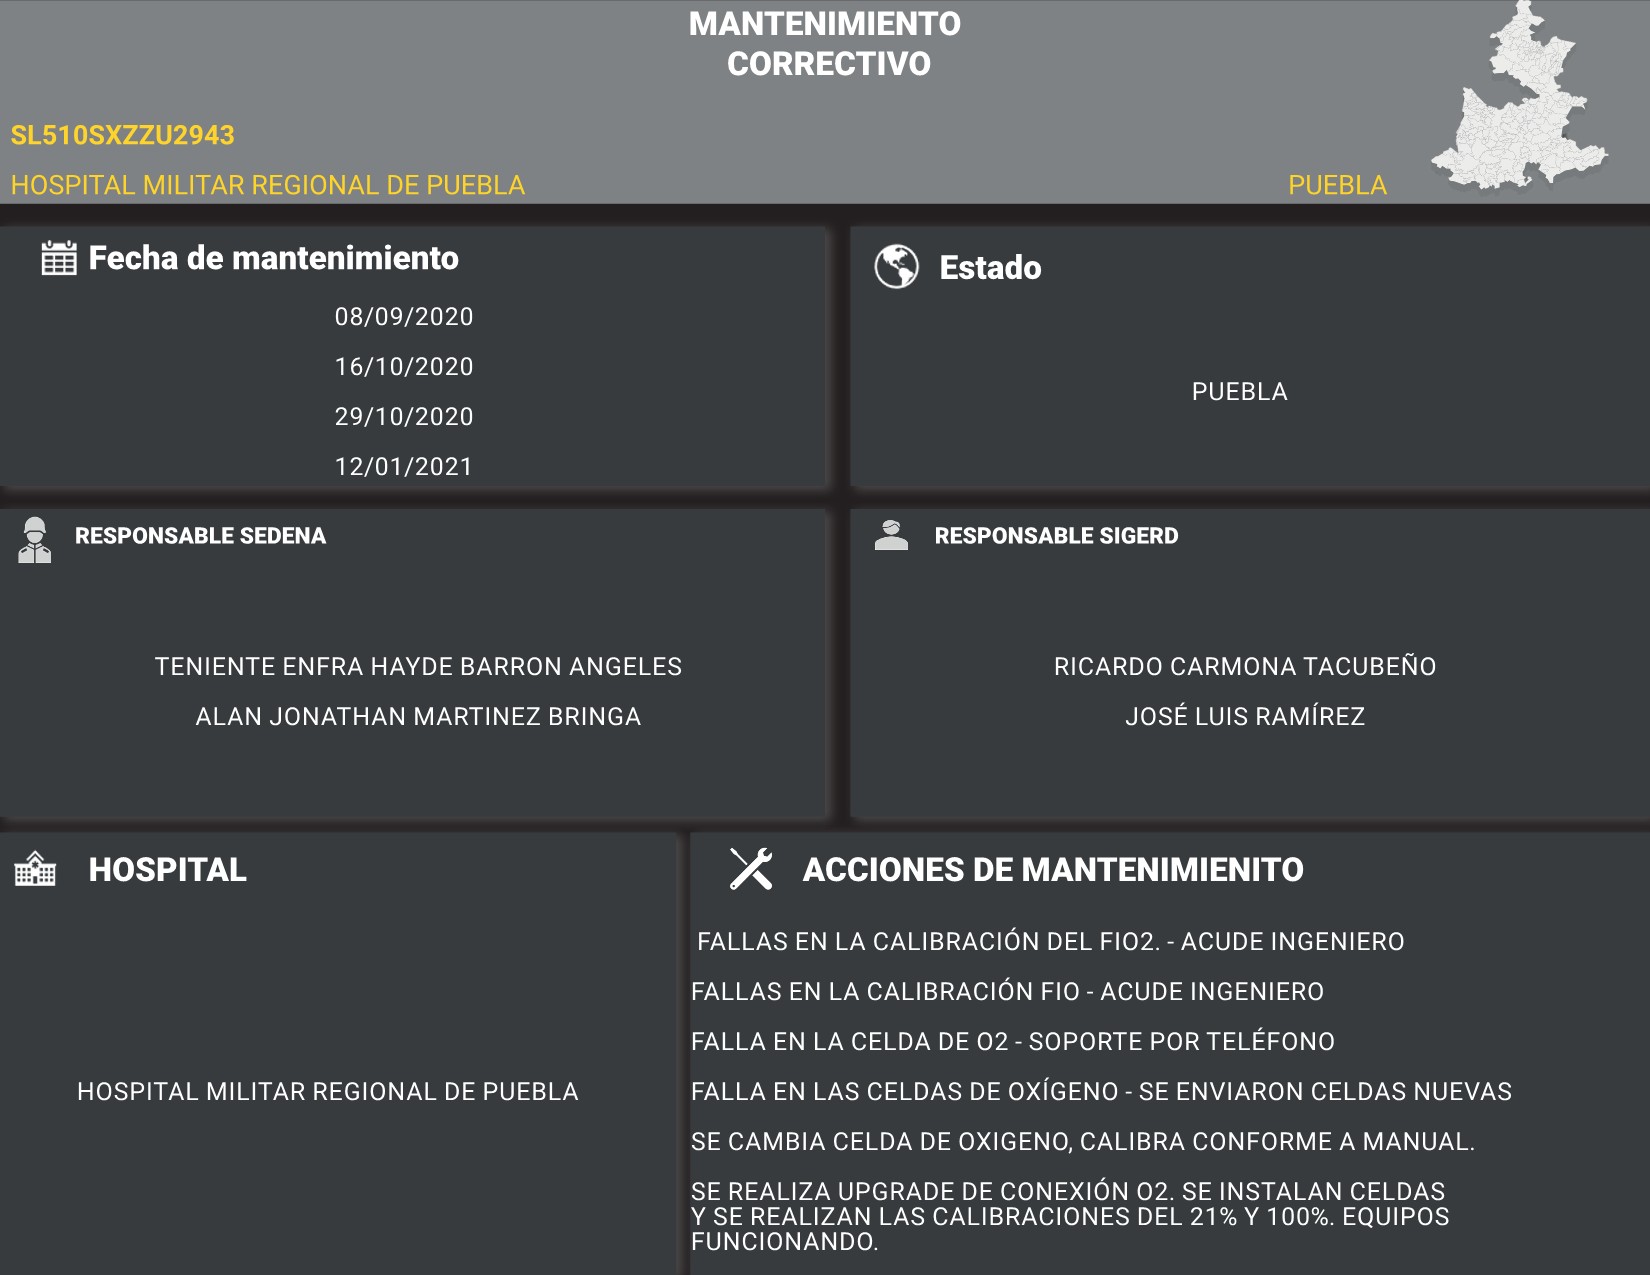 MANTENIMIENTO
CORRECTIVO
SL510SXZZU2943
HOSPITAL MILITAR REGIONAL DE PUEBLA
PUEBLA
Fecha de mantenimiento
08/09/2020
16/10/2020
29/10/2020
12/01/2021
Estado
PUEBLA
RESPONSABLE SEDENA
TENIENTE ENFRA HAYDE BARRON ANGELES
ALAN JONATHAN MARTINEZ BRINGA
RESPONSABLE SIGERD
RICARDO CARMONA TACUBEÑO
JOSÉ LUIS RAMÍREZ
HOSPITAL
HOSPITAL MILITAR REGIONAL DE PUEBLA
ACCIONES DE MANTENIMIENITO
FALLAS EN LA CALIBRACIÓN DEL FIO2. - ACUDE INGENIERO
FALLAS EN LA CALIBRACIÓN FIO - ACUDE INGENIERO
FALLA EN LA CELDA DE O2 - SOPORTE POR TELÉFONO
FALLA EN LAS CELDAS DE OXÍGENO - SE ENVIARON CELDAS NUEVAS
SE CAMBIA CELDA DE OXIGENO, CALIBRA CONFORME A MANUAL.
SE REALIZA UPGRADE DE CONEXIÓN O2. SE INSTALAN CELDAS
Y SE REALIZAN LAS CALIBRACIONES DEL 21% Y 100%. EQUIPOS
FUNCIONANDO.